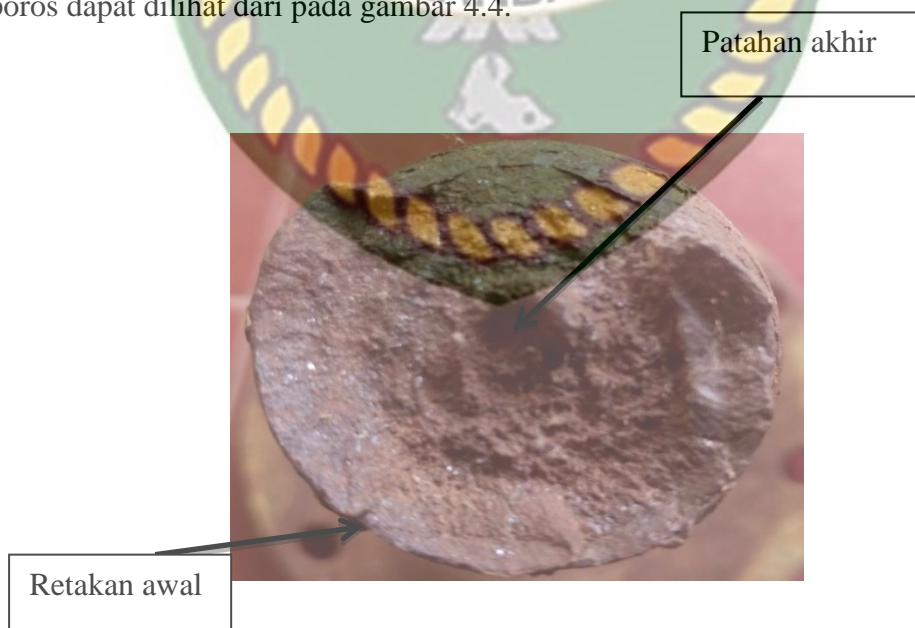 poros dapat dilihat dari pada gambar 4.4.
Patahan akhir
Retakan awal